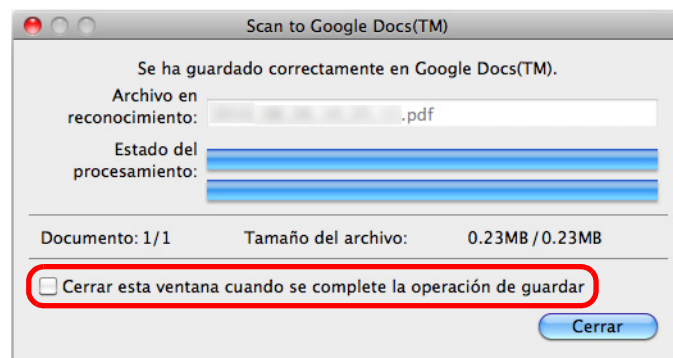 Scan to Google Docs(TM)
Se ha guardado correctamente en Google Docs(TM).
Archivo en
reconocimiento:
.pdf
Estado del
procesamiento:
Documento: 1/1 Tamaño del archivo: 0.23MB / 0.23MB
Cerrar esta ventana cuando se complete la operación de guardar
Cerrar